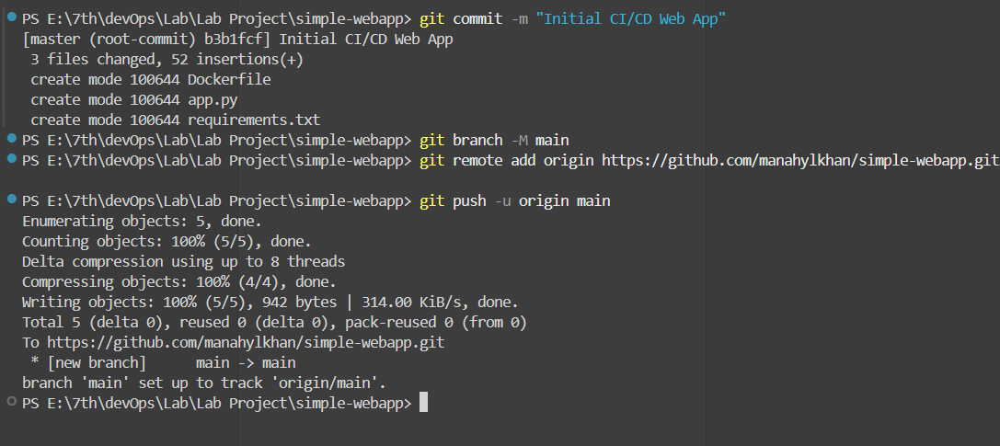 PS E:\7th\devOps\Lab\Lab Project\simple-webapp> git commit -m "Initial CI/CD Web App"
[master (root-commit) b3b1fcf] Initial CI/CD Web App
 3 files changed, 52 insertions(+)
 create mode 100644 Dockerfile
 create mode 100644 app.py
 create mode 100644 requirements.txt
PS E:\7th\devOps\Lab\Lab Project\simple-webapp> git branch -M main
PS E:\7th\devOps\Lab\Lab Project\simple-webapp> git remote add origin https://github.com/manahylkhan/simple-webapp.git
PS E:\7th\devOps\Lab\Lab Project\simple-webapp> git push -u origin main
Enumerating objects: 5, done.
Counting objects: 100% (5/5), done.
Delta compression using up to 8 threads
Compressing objects: 100% (4/4), done.
Writing objects: 100% (5/5), 942 bytes | 314.00 KiB/s, done.
Total 5 (delta 0), reused 0 (delta 0), pack-reused 0 (from 0)
To https://github.com/manahylkhan/simple-webapp.git
 * [new branch]      main -> main
branch 'main' set up to track 'origin/main'.
PS E:\7th\devOps\Lab\Lab Project\simple-webapp>